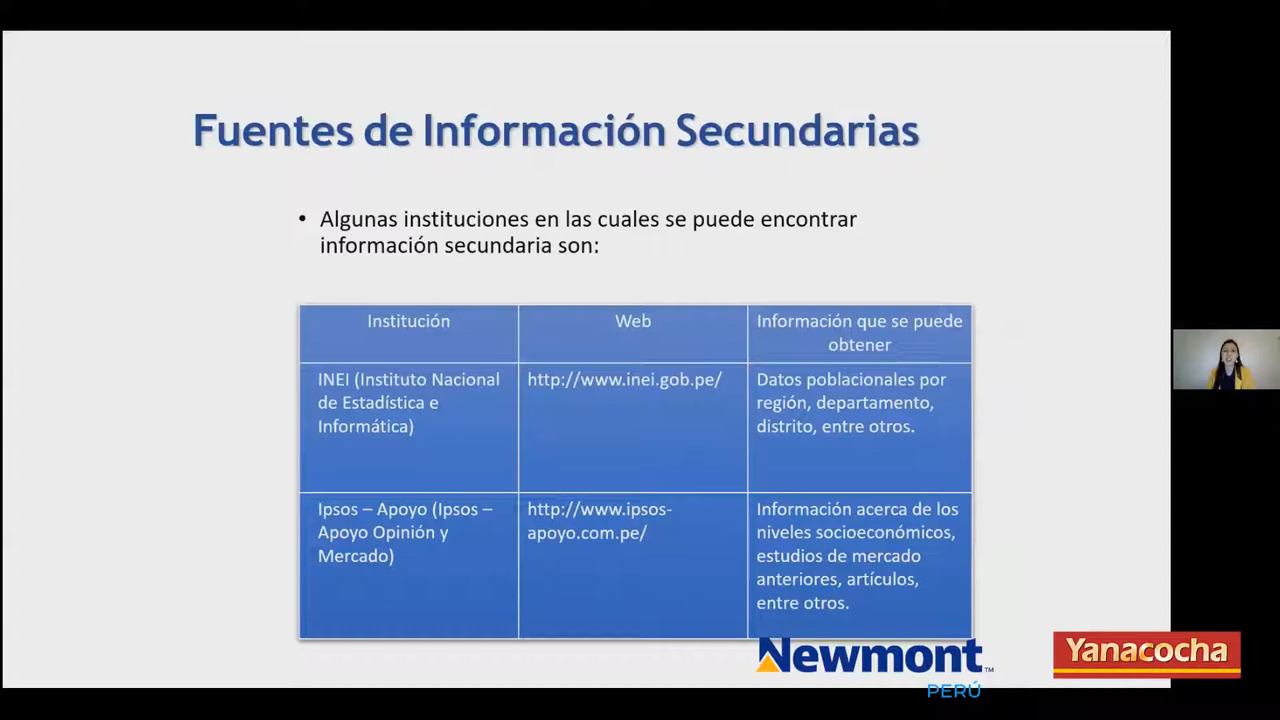 Fuentes de Información Secundarias
• Algunas instituciones en las cuales se puede encontrar
información secundaria son:
Institución
Web
Información que se puede
obtener
INEI (Instituto Nacional
de Estadística e
Informática)
http://www.inei.gob.pe/
Datos poblacionales por
región, departamento,
distrito, entre otros.
Ipsos – Apoyo (Ipsos –
Apoyo Opinión y
Mercado)
http://www.ipsos-
apoyo.com.pe/
Información acerca de los
niveles socioeconómicos,
estudios de mercado
anteriores, artículos,
entre otros.
Newmont™
PERÚ
Yanacocha